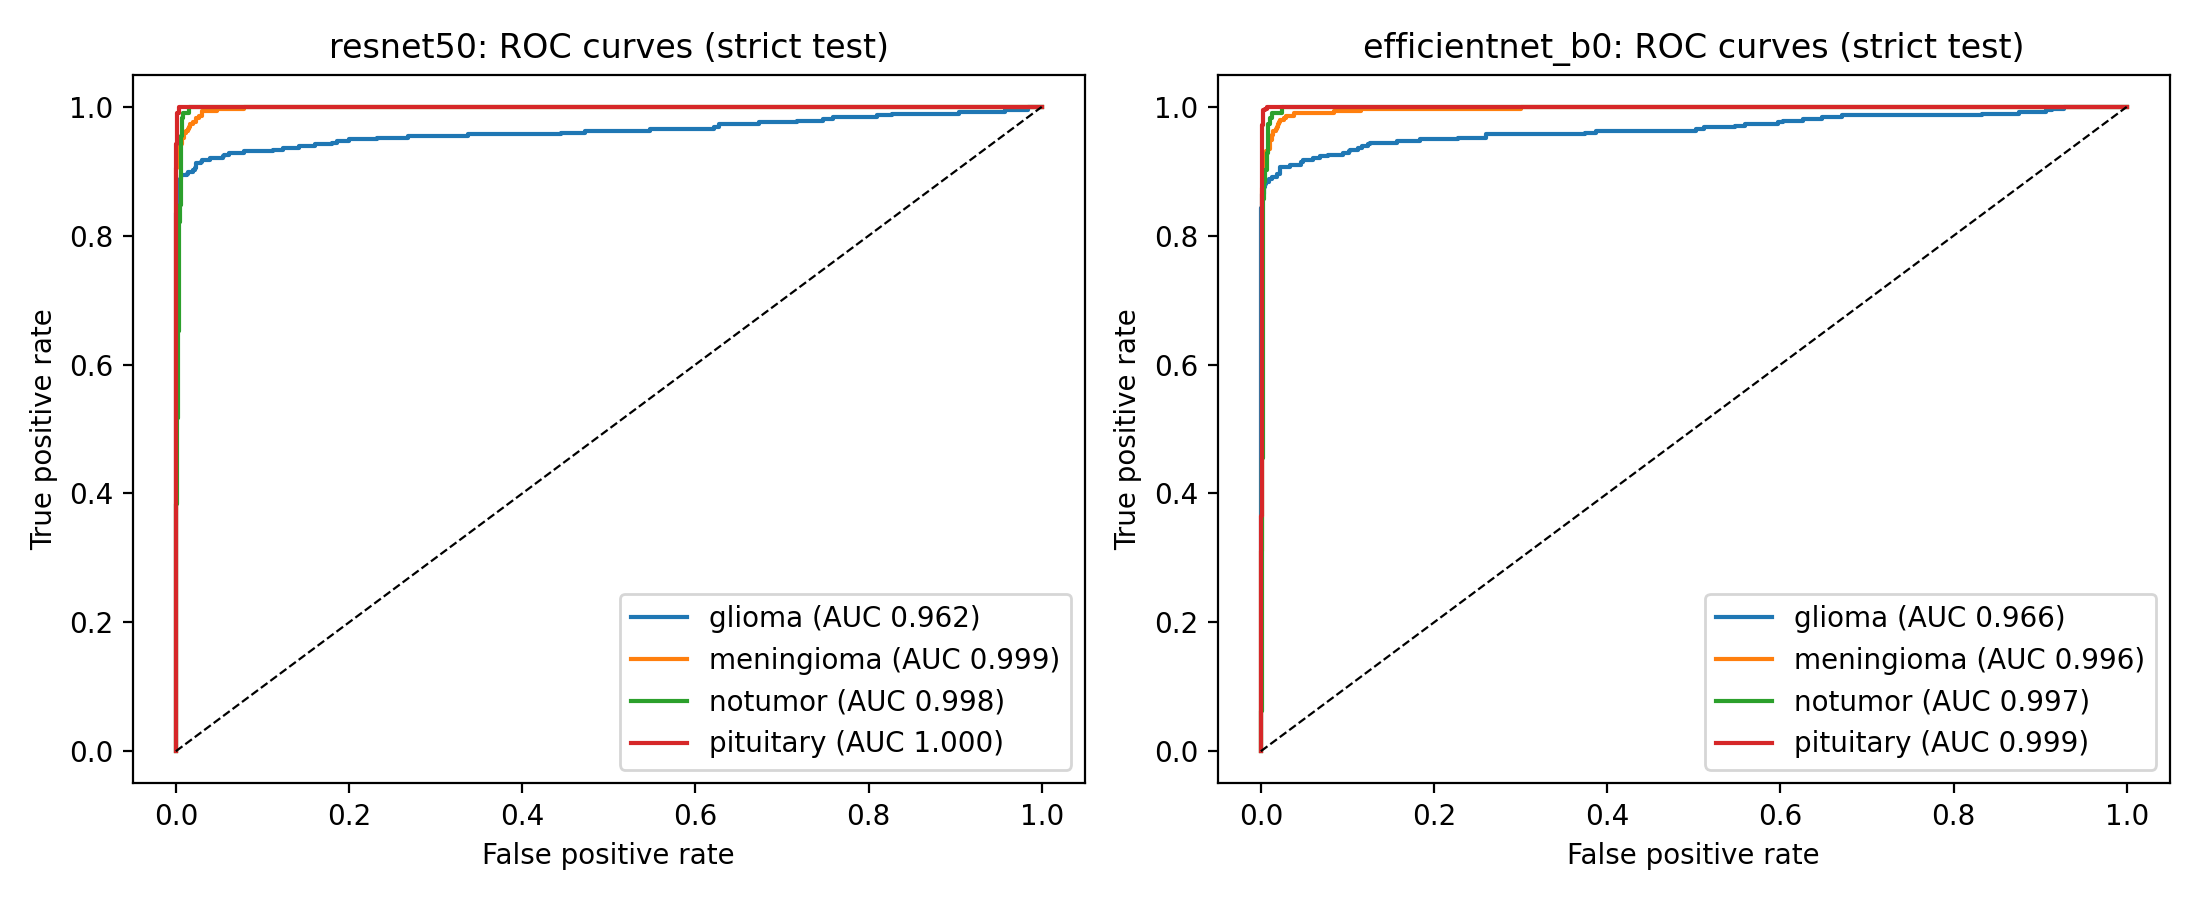 resnet50: ROC curves (strict test)
1.0
0.8
0.6
0.4
0.2
0.0
True positive rate
0.0 0.2 0.4 0.6 0.8 1.0
False positive rate
glioma (AUC 0.962)
meningioma (AUC 0.999)
notumor (AUC 0.998)
pituitary (AUC 1.000)
efficientnet_b0: ROC curves (strict test)
1.0
0.8
0.6
0.4
0.2
0.0
True positive rate
0.0 0.2 0.4 0.6 0.8 1.0
False positive rate
glioma (AUC 0.966)
meningioma (AUC 0.996)
notumor (AUC 0.997)
pituitary (AUC 0.999)